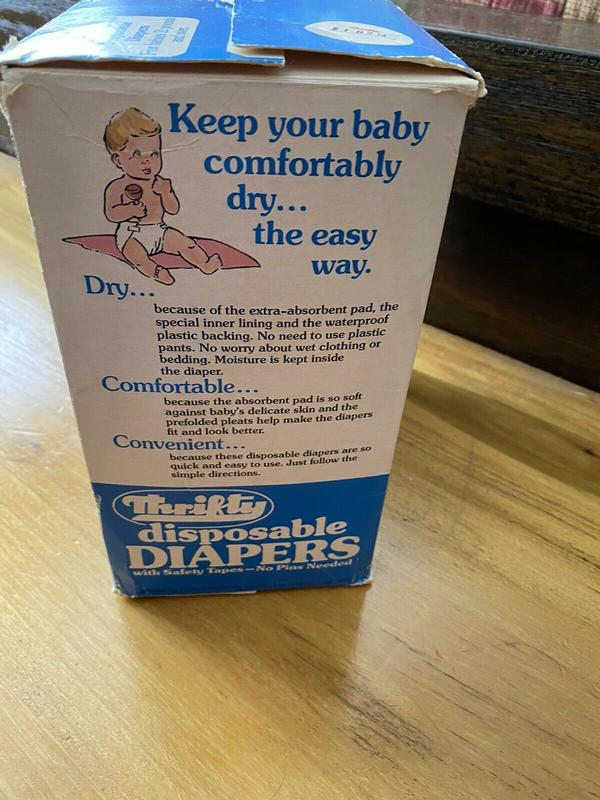 Keep your baby
comfortably
dry...
the easy
way.
Dry...
because of the extra-absorbent pad, the
special inner lining and the waterproof
plastic backing. No need to use plastic
pants. No worry about wet clothing or
bedding. Moisture is kept inside
the diaper.
Comfortable...
because the absorbent pad is so soft
against baby's delicate skin and the
prefolded pleats help make the diapers
fit and look better.
Convenient...
because these disposable diapers are so
quick and easy to use. Just follow the
simple directions.
Thrifty
disposable
DIAPERS
with Safety Tapes—No Pins Needed